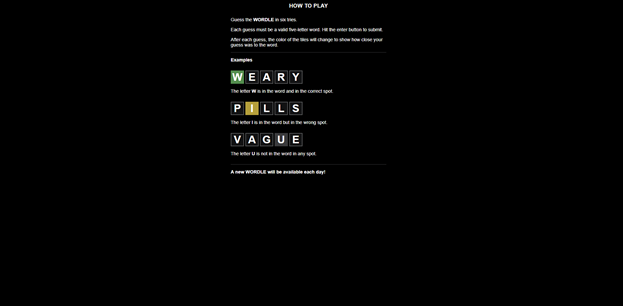 HOW TO PLAY
Guess the WORDLE in six tries.
Each guess must be a valid five-letter word. Hit the enter button to submit.
After each guess, the color of the tiles will change to show how close your
guess was to the word.
Examples
W E A R Y
The letter W is in the word and in the correct spot.
P I L L S
The letter I is in the word but in the wrong spot.
V A G U E
The letter U is not in the word in any spot.
A new WORDLE will be available each day!